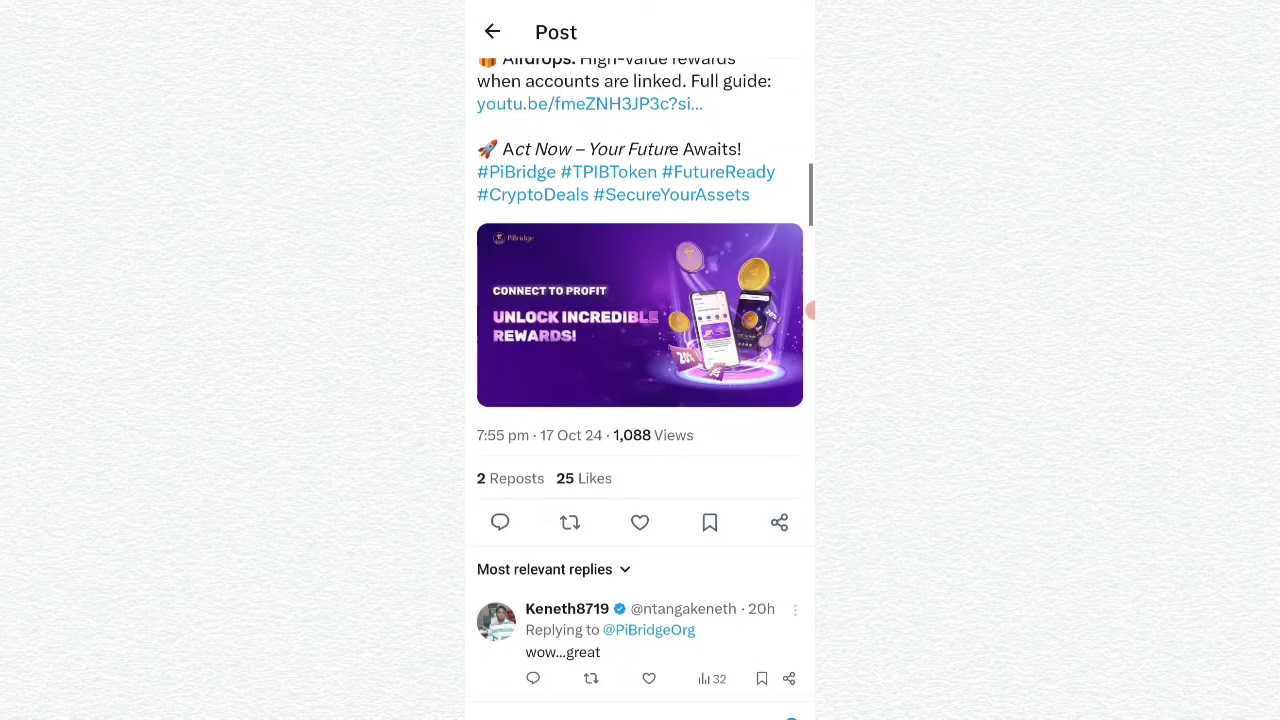 Post
🎁 Airdrops: High-value rewards
when accounts are linked. Full guide:
youtu.be/fmeZNH3JP3c?si...
🚀 Act Now – Your Future Awaits!
#PiBridge #TPIBToken #FutureReady
#CryptoDeals #SecureYourAssets
PiBridge
CONNECT TO PROFIT
UNLOCK INCREDIBLE
REWARDS!
20%
7:55 pm · 17 Oct 24 · 1,088 Views
2 Reposts 25 Likes
Most relevant replies
Keneth8719 @ntangakeneth · 20h
Replying to @PiBridgeOrg
wow...great
32